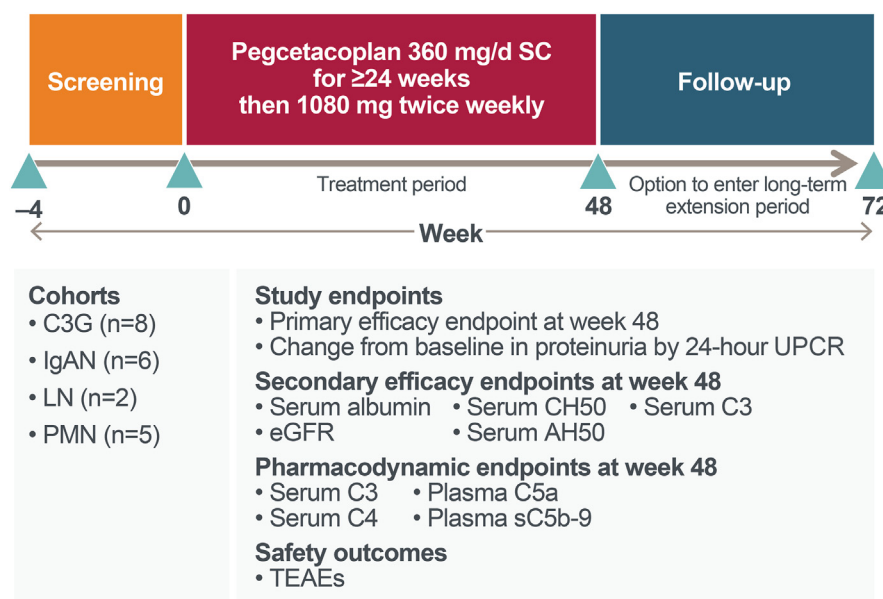 Screening
Pegcetacoplan 360 mg/d SC
for ≥24 weeks
then 1080 mg twice weekly
Follow-up
Treatment period
Option to enter long-term
extension period
–4
0
48
72
Week
Cohorts
• C3G (n=8)
• IgAN (n=6)
• LN (n=2)
• PMN (n=5)
Study endpoints
• Primary efficacy endpoint at week 48
• Change from baseline in proteinuria by 24-hour UPCR
Secondary efficacy endpoints at week 48
• Serum albumin • Serum CH50 • Serum C3
• eGFR • Serum AH50
Pharmacodynamic endpoints at week 48
• Serum C3 • Plasma C5a
• Serum C4 • Plasma sC5b-9
Safety outcomes
• TEAEs